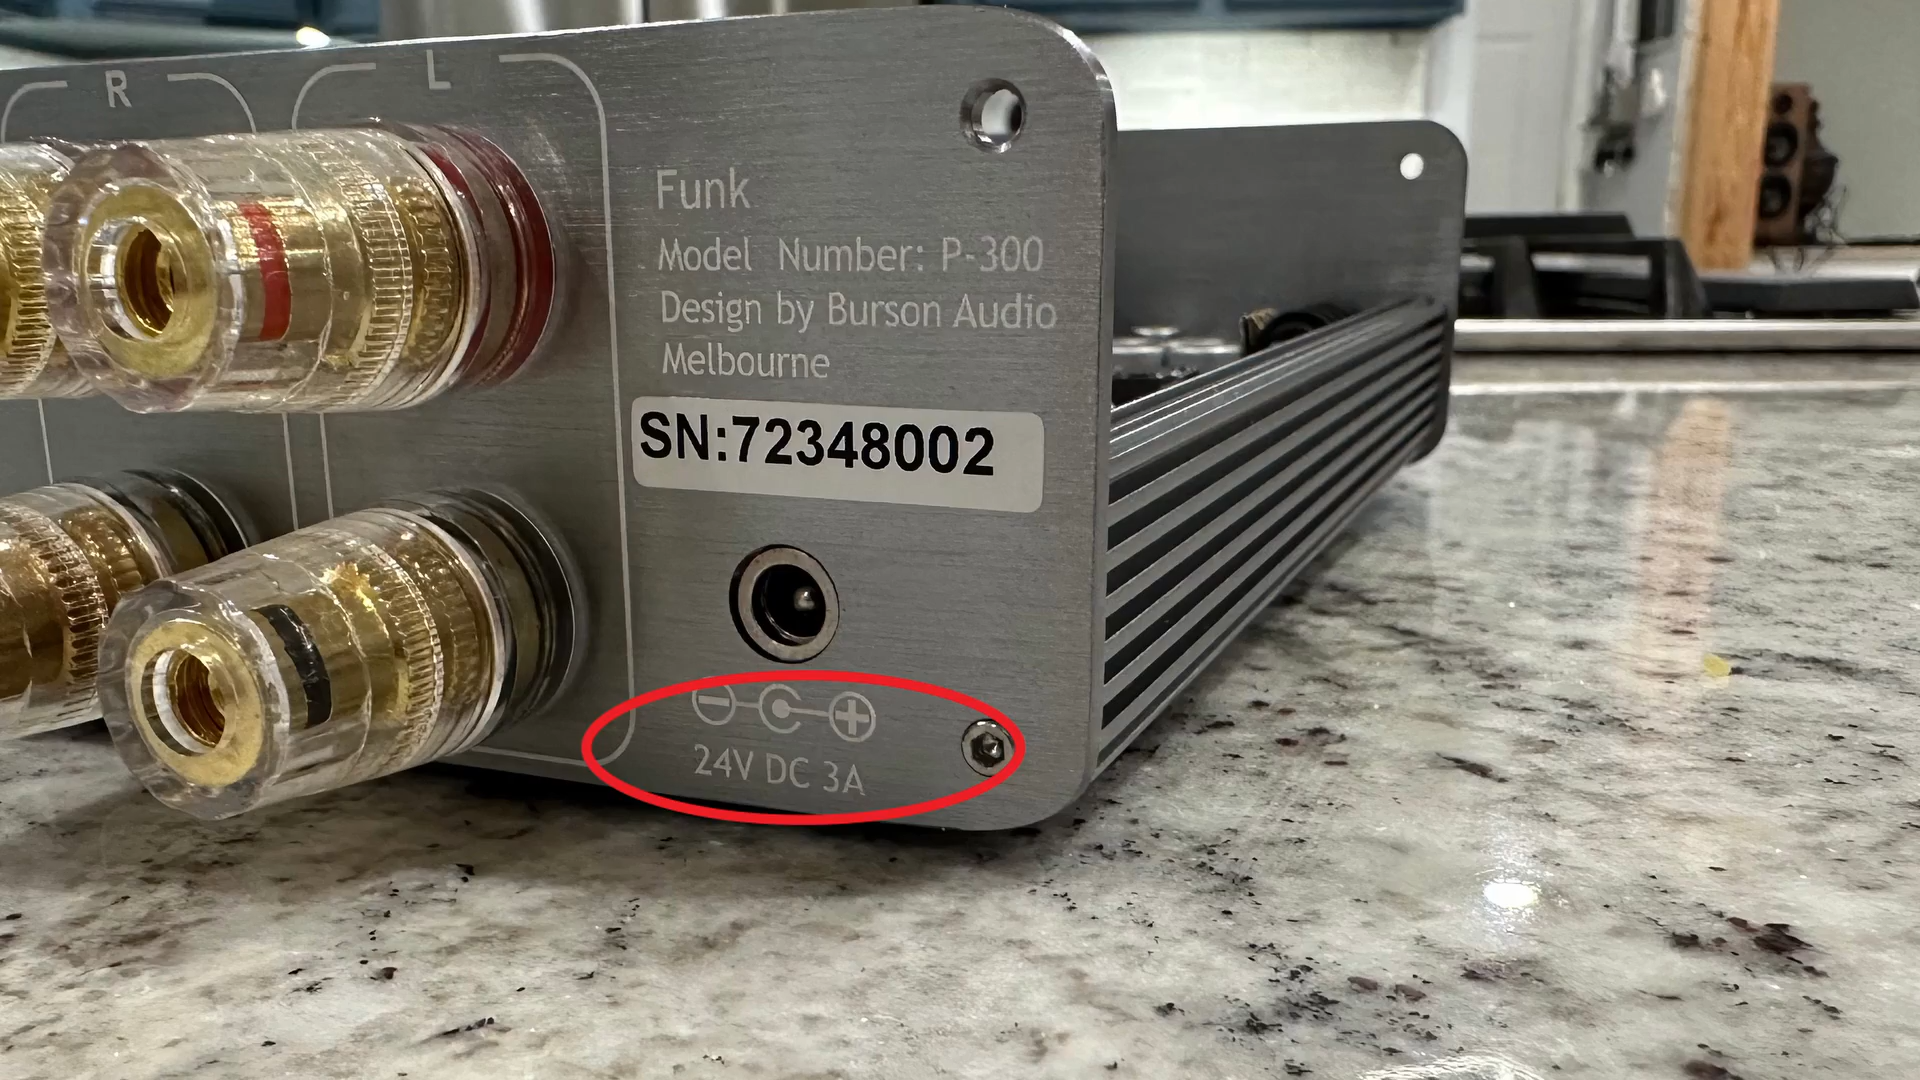 R
L
Funk
Model Number: P-300
Design by Burson Audio
Melbourne
SN:72348002
24V DC 3A